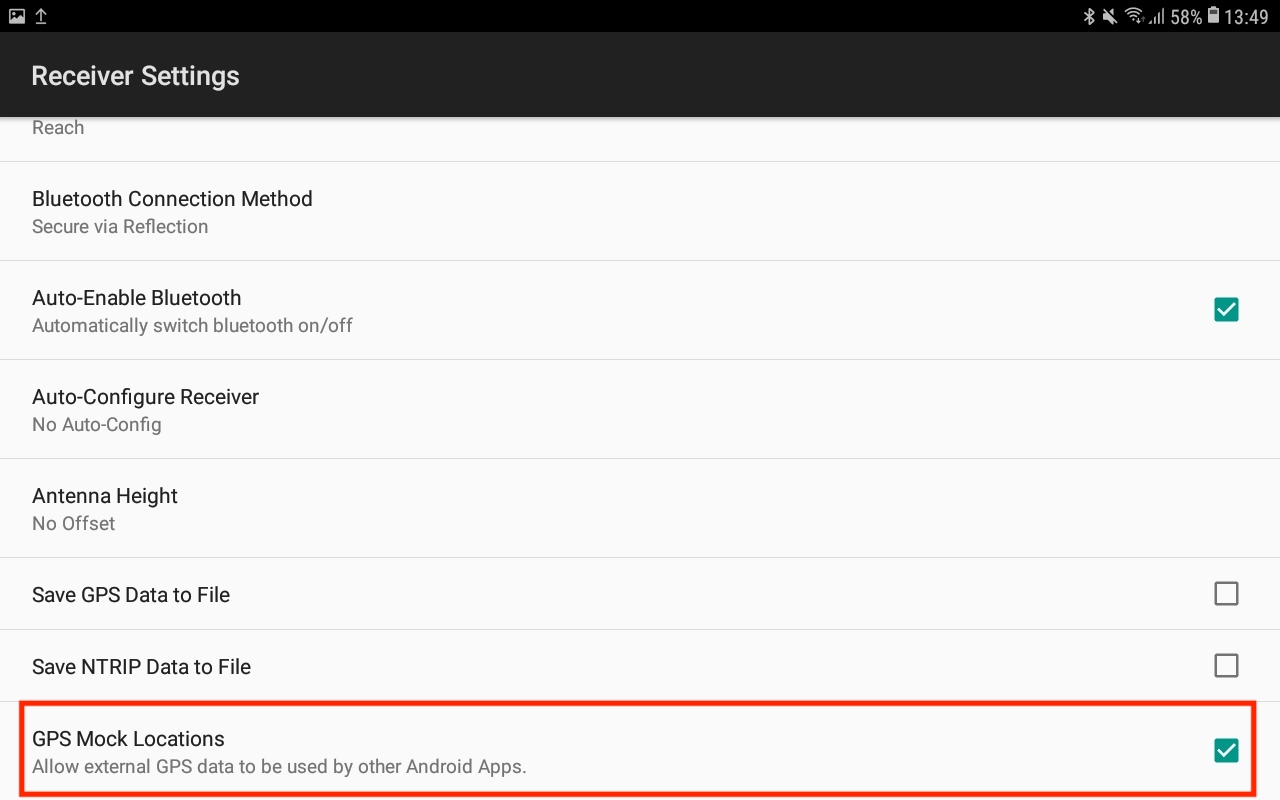 58% 13:49
Receiver Settings
Reach
Bluetooth Connection Method
Secure via Reflection
Auto-Enable Bluetooth
Automatically switch bluetooth on/off
Auto-Configure Receiver
No Auto-Config
Antenna Height
No Offset
Save GPS Data to File
Save NTRIP Data to File
GPS Mock Locations
Allow external GPS data to be used by other Android Apps.